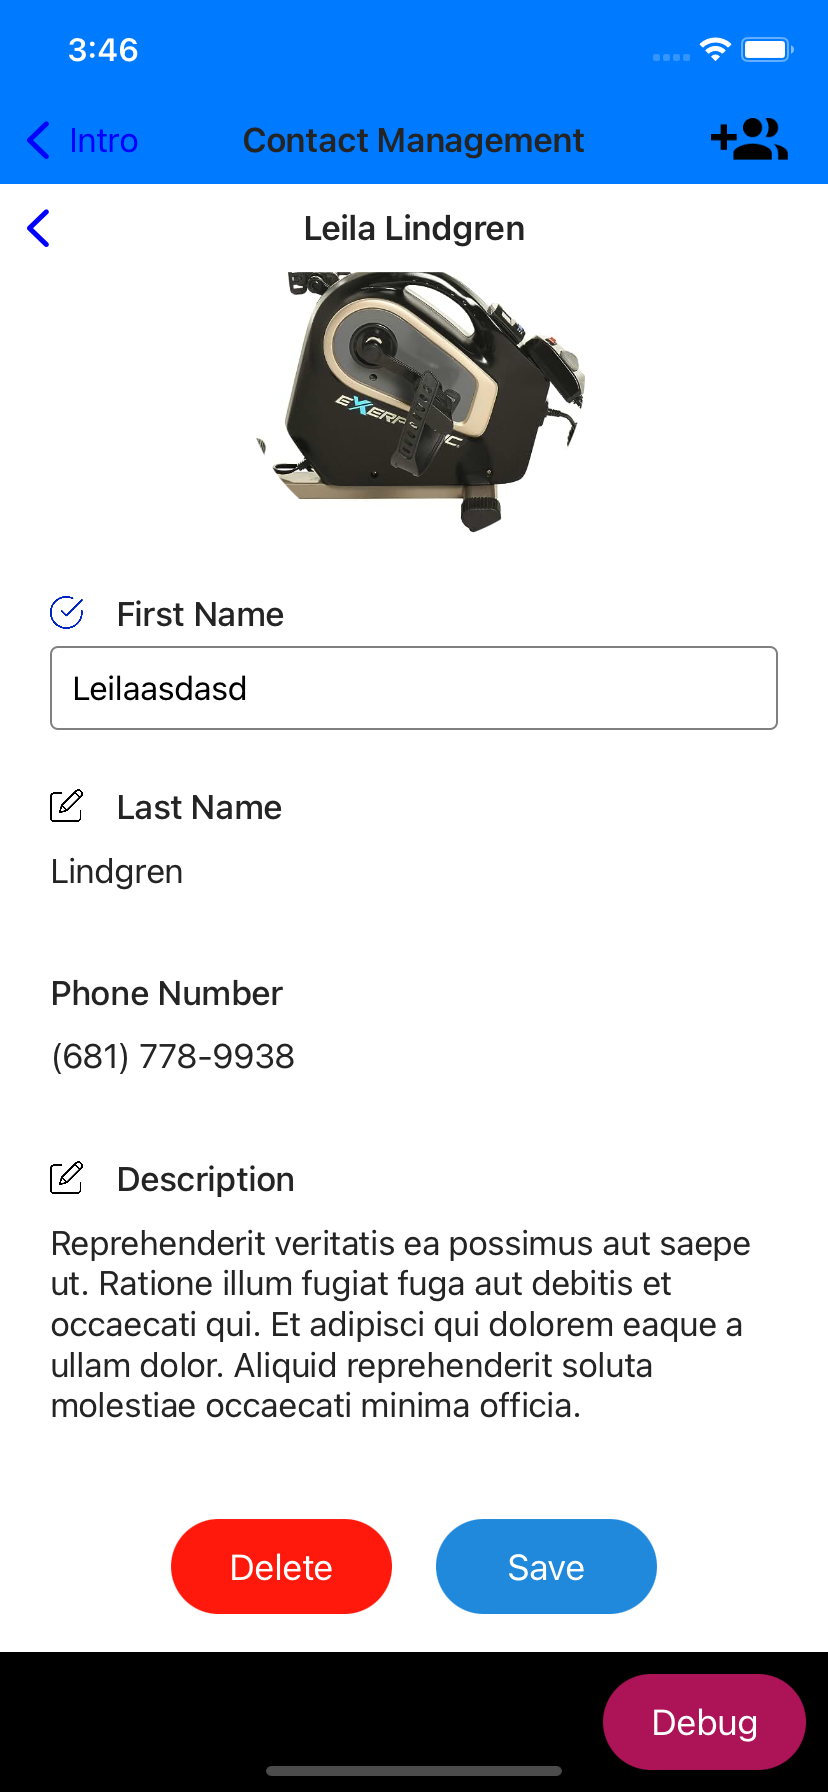 3:46
Intro
Contact Management
Leila Lindgren
First Name
Leilaasdasd
Last Name
Lindgren
Phone Number
(681) 778-9938
Description
Reprehenderit veritatis ea possimus aut saepe
ut. Ratione illum fugiat fuga aut debitis et
occaecati qui. Et adipisci qui dolorem eaque a
ullam dolor. Aliquid reprehenderit soluta
molestiae occaecati minima officia.
Delete
Save
Debug